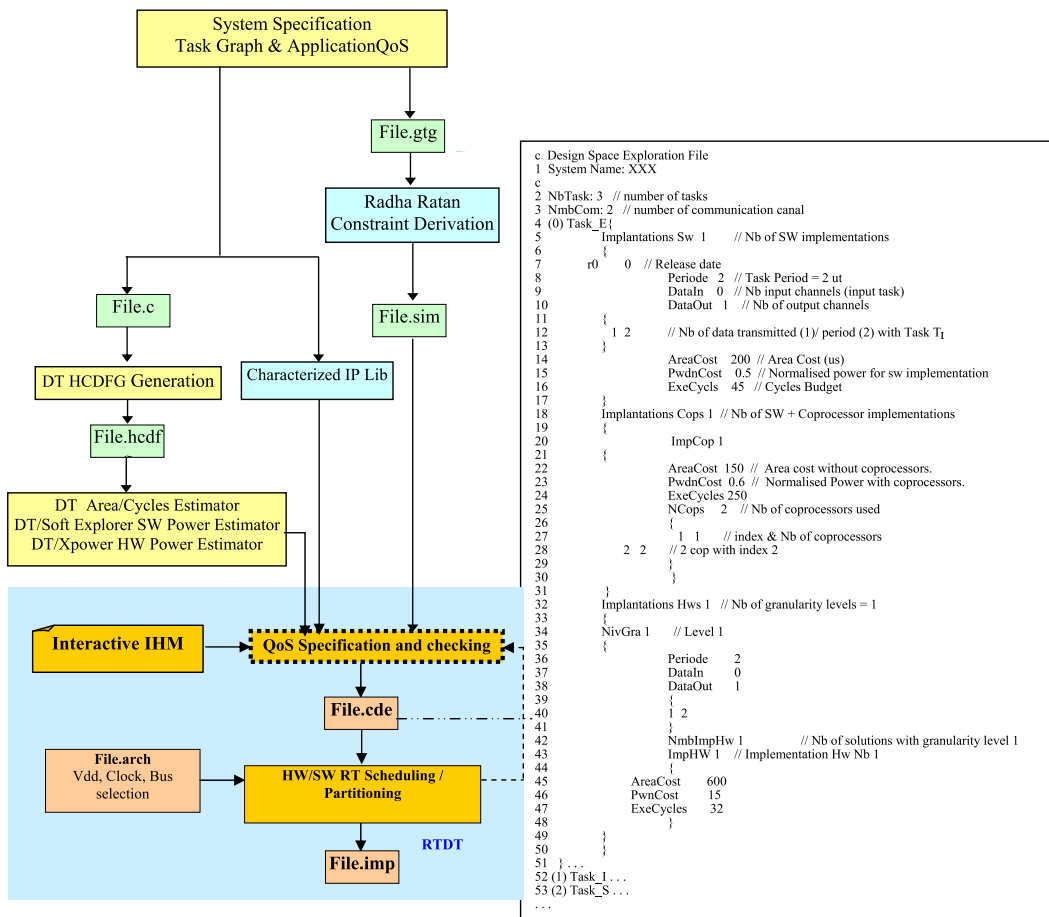 System Specification
Task Graph & ApplicationQoS
File.gtg
Radha Ratan
Constraint Derivation
File.c
File.sim
DT HCDFG Generation
Characterized IP Lib
File.hcdf
DT Area/Cycles Estimator
DT/Soft Explorer SW Power Estimator
DT/Xpower HW Power Estimator
Interactive IHM
QoS Specification and checking
File.cde
File.arch
Vdd, Clock, Bus
selection
HW/SW RT Scheduling /
Partitioning
RTDT
File.imp
c Design Space Exploration File
1 System Name: XXX
c
2 NbTask: 3 // number of tasks
3 NmbCom: 2 // number of communication canal
4 (0) Task_E{
5 Implantations Sw 1 // Nb of SW implementations
6 {
7 r0 0 // Release date
8 Periode 2 // Task Period = 2 ut
9 DataIn 0 // Nb input channels (input task)
10 DataOut 1 // Nb of output channels
11 {
12 1 2 // Nb of data transmitted (1)/ period (2) with Task TI
13 }
14 AreaCost 200 // Area Cost (us)
15 PwdnCost 0.5 // Normalised power for sw implementation
16 ExeCycls 45 // Cycles Budget
17 }
18 Implantations Cops 1 // Nb of SW + Coprocessor implementations
19 {
20 ImpCop 1
21 {
22 AreaCost 150 // Area cost without coprocessors.
23 PwdnCost 0.6 // Normalised Power with coprocessors.
24 ExeCycles 250
25 NCops 2 // Nb of coprocessors used
26 {
27 1 1 // index & Nb of coprocessors
28 2 2 // 2 cop with index 2
29 }
30 }
31 }
32 Implantations Hws 1 // Nb of granularity levels = 1
33 {
34 NivGra 1 // Level 1
35 {
36 Periode 2
37 DataIn 0
38 DataOut 1
39 {
40 1 2
41 }
42 NmbImpHw 1 // Nb of solutions with granularity level 1
43 ImpHW 1 // Implementation Hw Nb 1
44 {
45 AreaCost 600
46 PwnCost 15
47 ExeCycles 32
48 }
49 }
50 }
51 } . . .
52 (1) Task_I . . .
53 (2) Task_S . . .
. . .